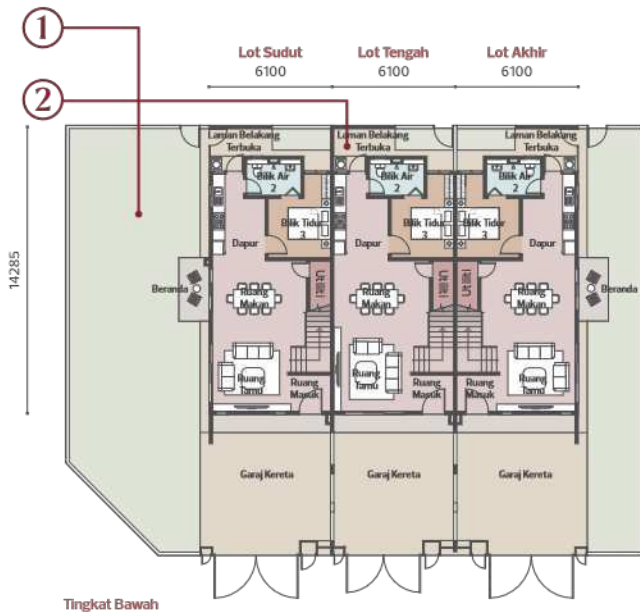 1
Lot Sudut
Lot Tengah
Lot Akhir
6100
6100
6100
2
Laman Belakang
Terbuka
Laman Belakang
Terbuka
Laman Belakang
Terbuka
Bilik Air
2
Bilik Air
2
Bilik Air
2
Bilik Tidur
3
Bilik Tidur
3
Bilik Tidur
3
Dapur
Dapur
Dapur
14285
Beranda
Utiliti
Utiliti
Utiliti
Beranda
Ruang
Makan
Ruang
Makan
Ruang
Makan
Ruang
Tamu
Ruang
Masuk
Ruang
Tamu
Ruang
Masuk
Ruang
Masuk
Ruang
Tamu
Garaj Kereta
Garaj Kereta
Garaj Kereta
Tingkat Bawah